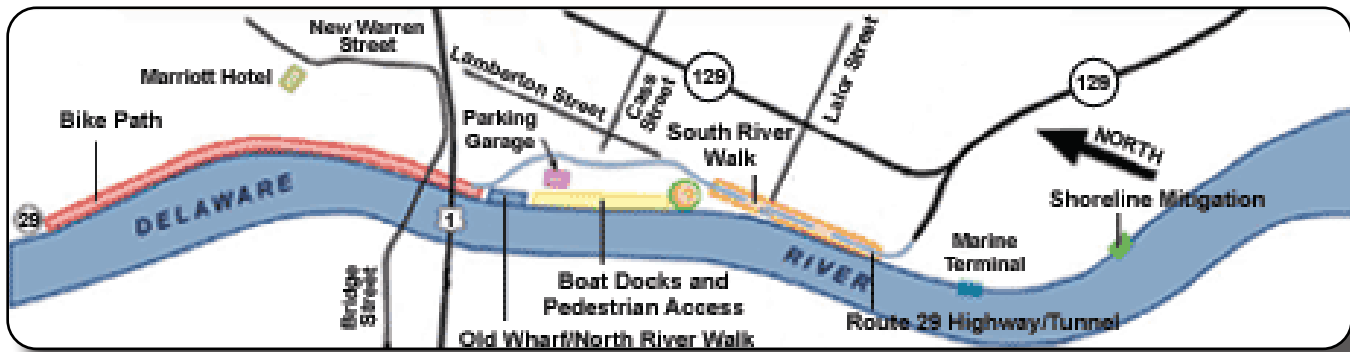 New Warren
Street
Marriott Hotel
Bike Path
29
DELAWARE
Bridge
Street
1
Lamberton Street
Parking
Garage
Cass
Street
129
South River
Walk
Lalor Street
129
NORTH
Shoreline Mitigation
Marine
Terminal
RIVER
Boat Docks and
Pedestrian Access
Route 29 Highway/Tunnel
Old Wharf/North River Walk